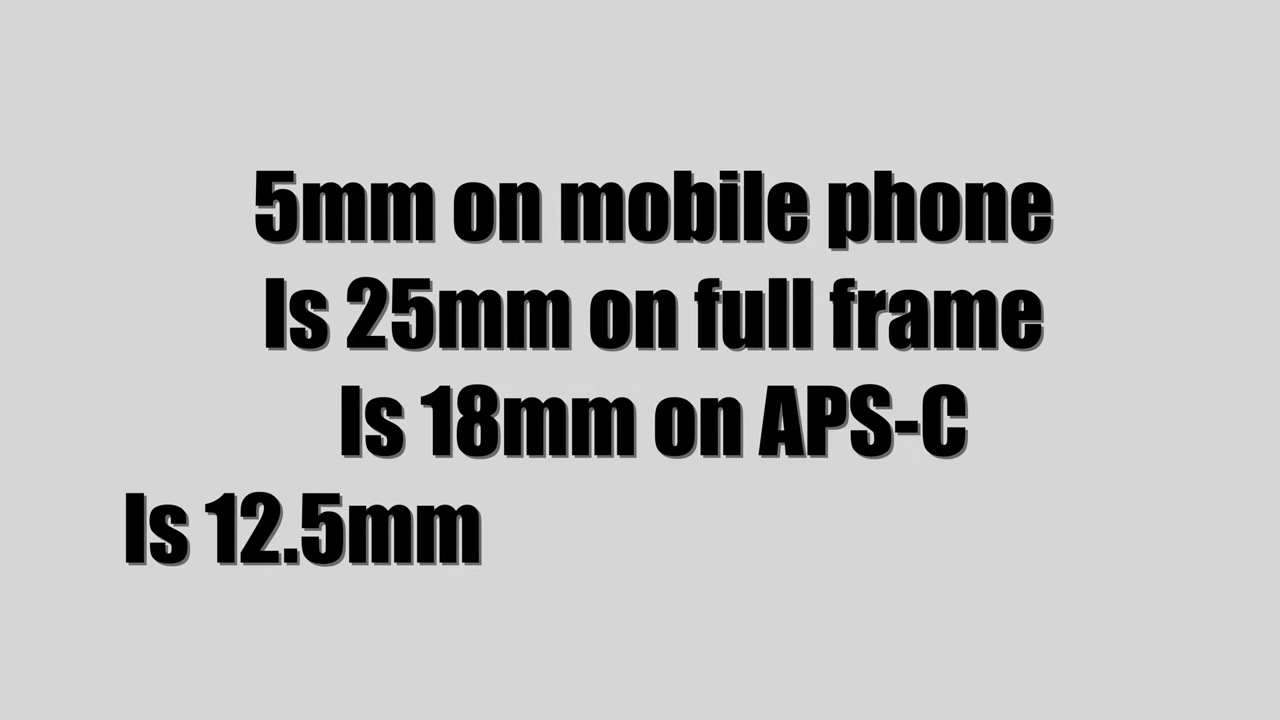 5mm on mobile phone
Is 25mm on full frame
Is 18mm on APS-C
Is 12.5mm